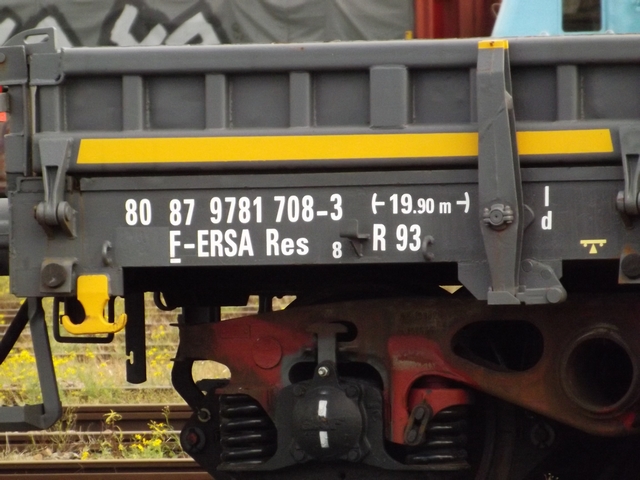 80 87 9781 708-3 (-19.90 m-)
F-ERSA Res 8 R 93
l
d